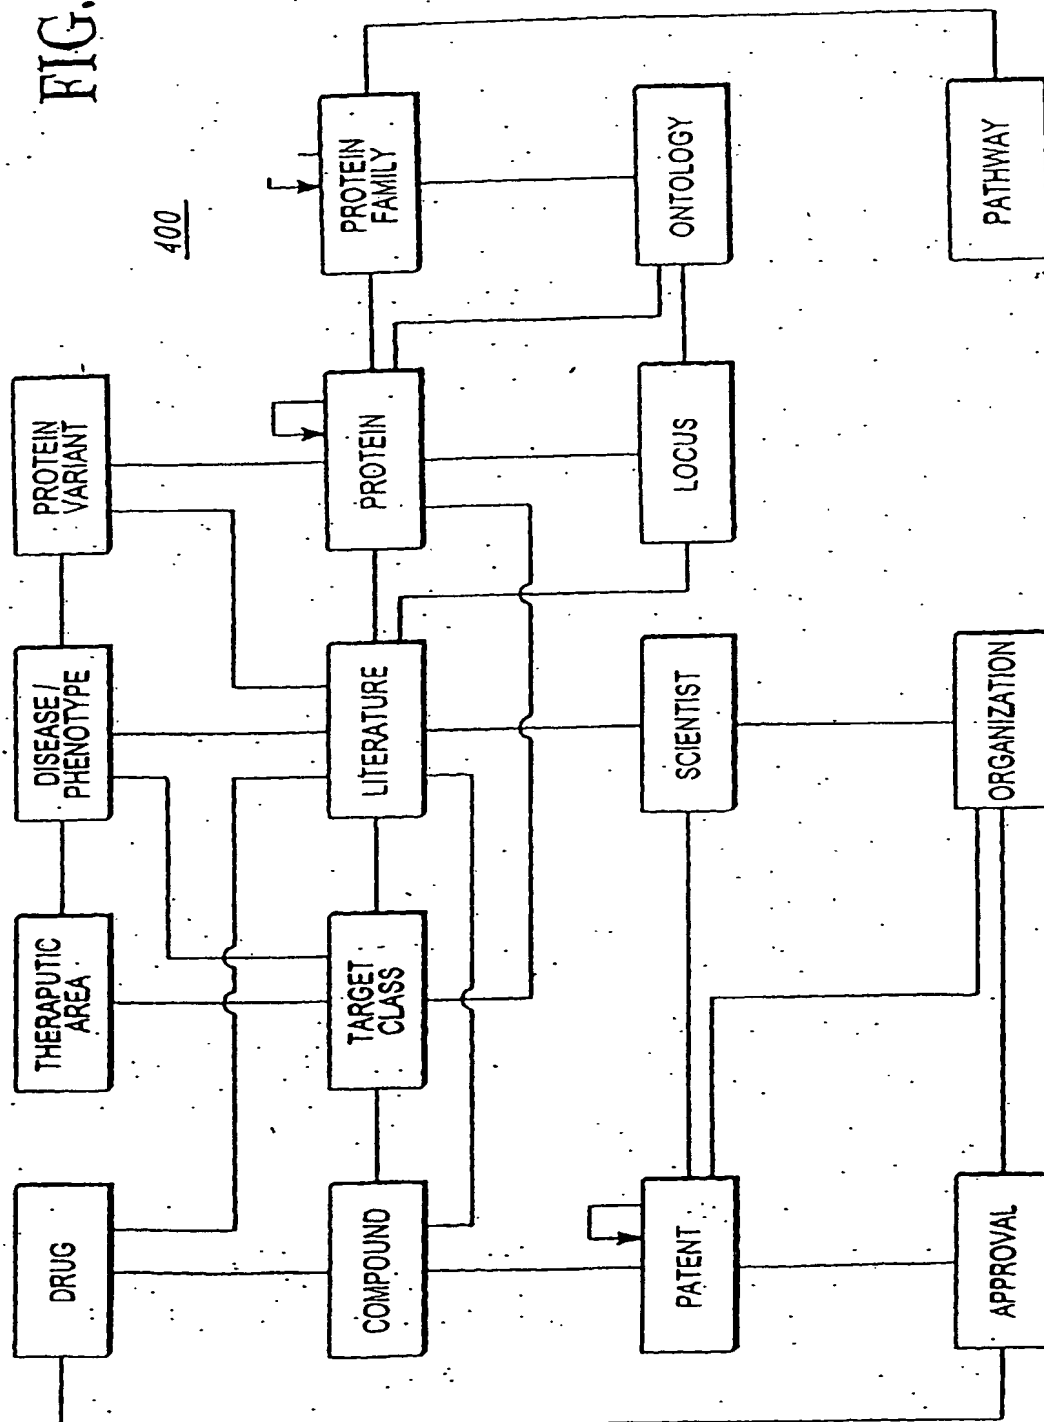 FIG.
400
DRUG
THERAPUTIC
AREA
DISEASE/
PHENOTYPE
PROTEIN
VARIANT
COMPOUND
TARGET
CLASS
LITERATURE
PROTEIN
PROTEIN
FAMILY
PATENT
SCIENTIST
LOCUS
ONTOLOGY
APPROVAL
ORGANIZATION
PATHWAY